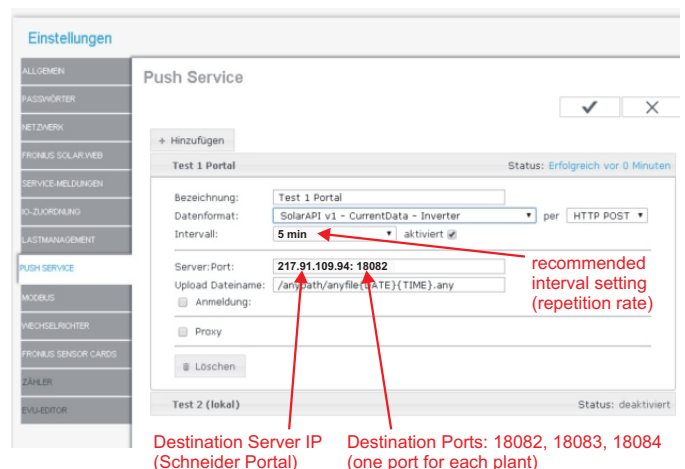 Einstellungen
ALLGEMEIN
PASSWÖRTER
NETZWERK
FRONIUS SOLAR.WEB
SERVICE-MELDUNGEN
IO-ZUORDNUNG
LASTMANAGEMENT
PUSH SERVICE
MODBUS
WECHSELRICHTER
FRONIUS SENSOR CARDS
ZÄHLER
EVU-EDITOR
Push Service
+ Hinzufügen
Test 1 Portal Status: Erfolgreich vor 0 Minuten
Bezeichnung: Test 1 Portal
Datenformat: SolarAPI v1 - CurrentData - Inverter per HTTP POST
Intervall: 5 min aktiviert
Server:Port: 217.91.109.94: 18082
Upload Dateiname: /anypath/anyfile{DATE}{TIME}.any
Anmeldung:
Proxy
Löschen
Test 2 (lokal) Status: deaktiviert
recommended
interval setting
(repetition rate)
Destination Server IP
(Schneider Portal)
Destination Ports: 18082, 18083, 18084
(one port for each plant)